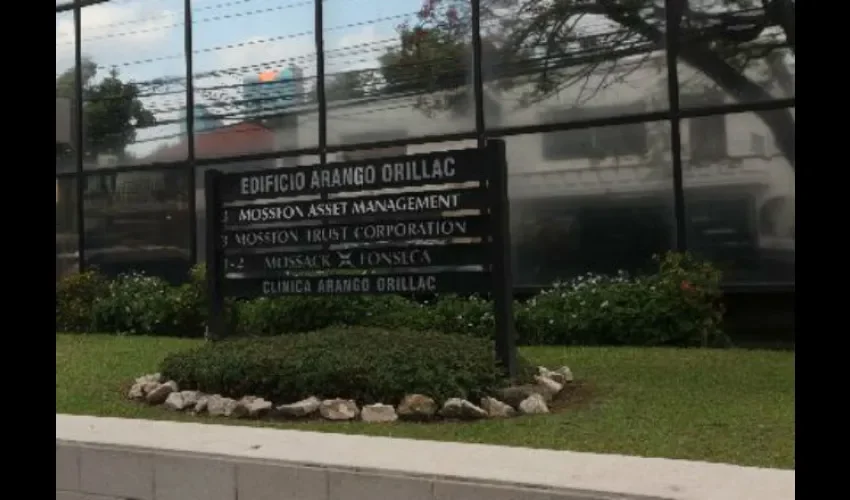 EDIFICIO ARANGO ORILLAC
3 MOSSFON ASSET MANAGEMENT
3 MOSSFON TRUST CORPORATION
1-2 MOSSACK FONSECA
CLINICA ARANGO ORILLAC